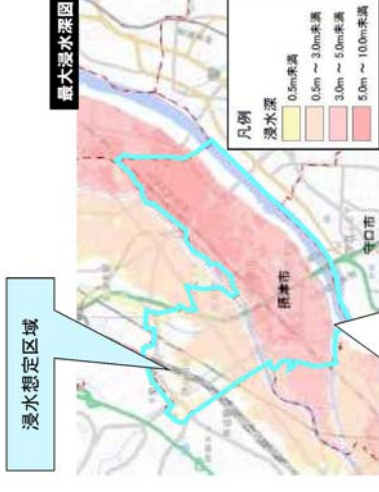 最大浸水深図
浸水想定区域
摂津市
守口市
凡例
浸水深
0.5m未満
0.5m ~ 3.0m未満
3.0m ~ 5.0m未満
5.0m ~ 10.0m未満